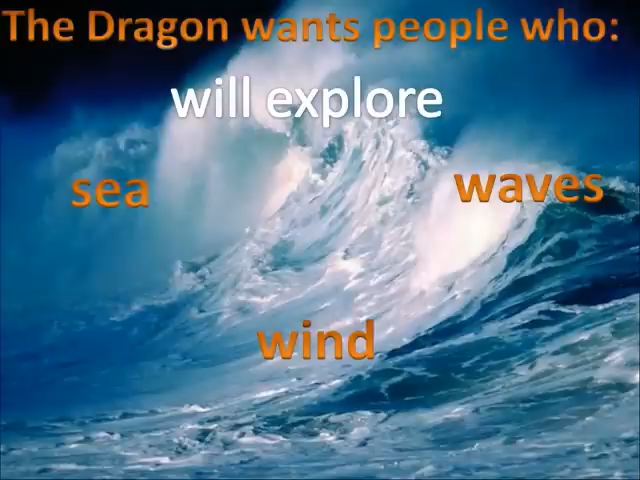 The Dragon wants people who:
will explore
sea
waves
wind